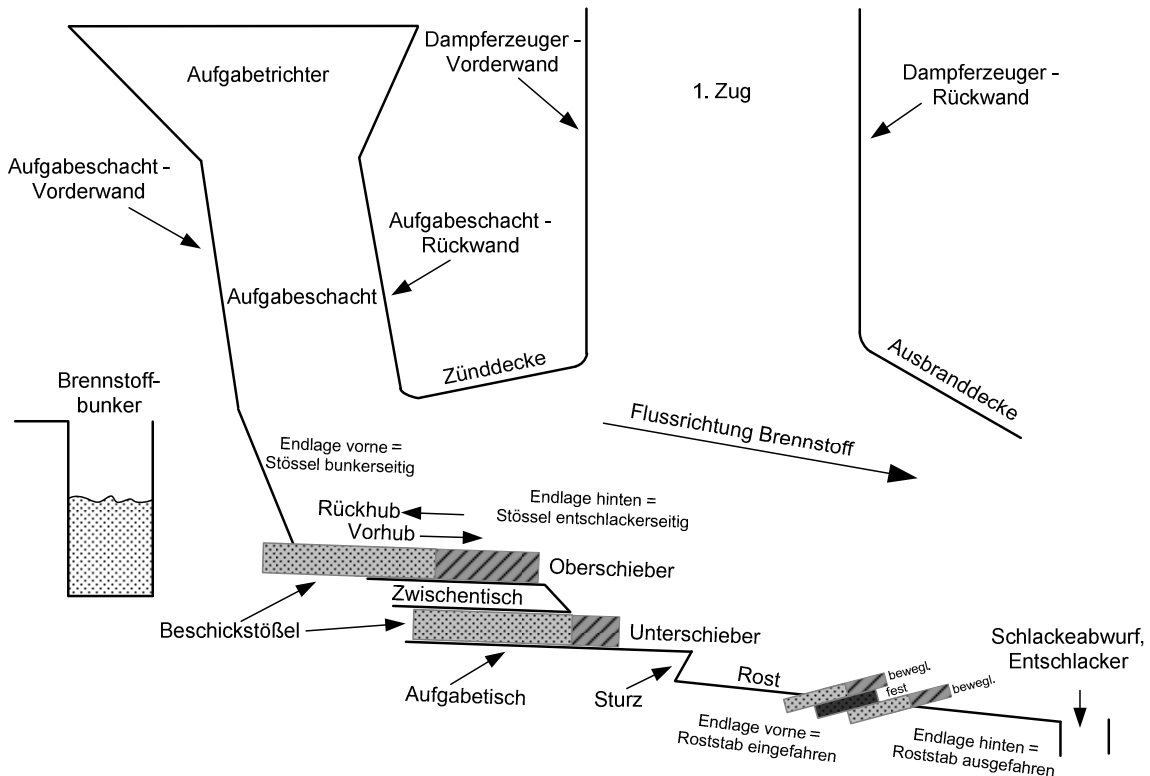 Aufgabetrichter
Dampferzeuger -
Vorderwand
1. Zug
Dampferzeuger -
Rückwand
Aufgabeschacht -
Vorderwand
Aufgabeschacht -
Rückwand
Aufgabeschacht
Zünddecke
Ausbranddecke
Brennstoff-
bunker
Flussrichtung Brennstoff
Endlage vorne =
Stössel bunkerseitig
Endlage hinten =
Stössel entschlackerseitig
Rückhub
Vorhub
Oberschieber
Zwischentisch
Beschickstößel
Unterschieber
Aufgabetisch
Sturz
Rost
bewegl.
fest
bewegl.
Schlackeabwurf,
Entschlacker
Endlage vorne =
Roststab eingefahren
Endlage hinten =
Roststab ausgefahren